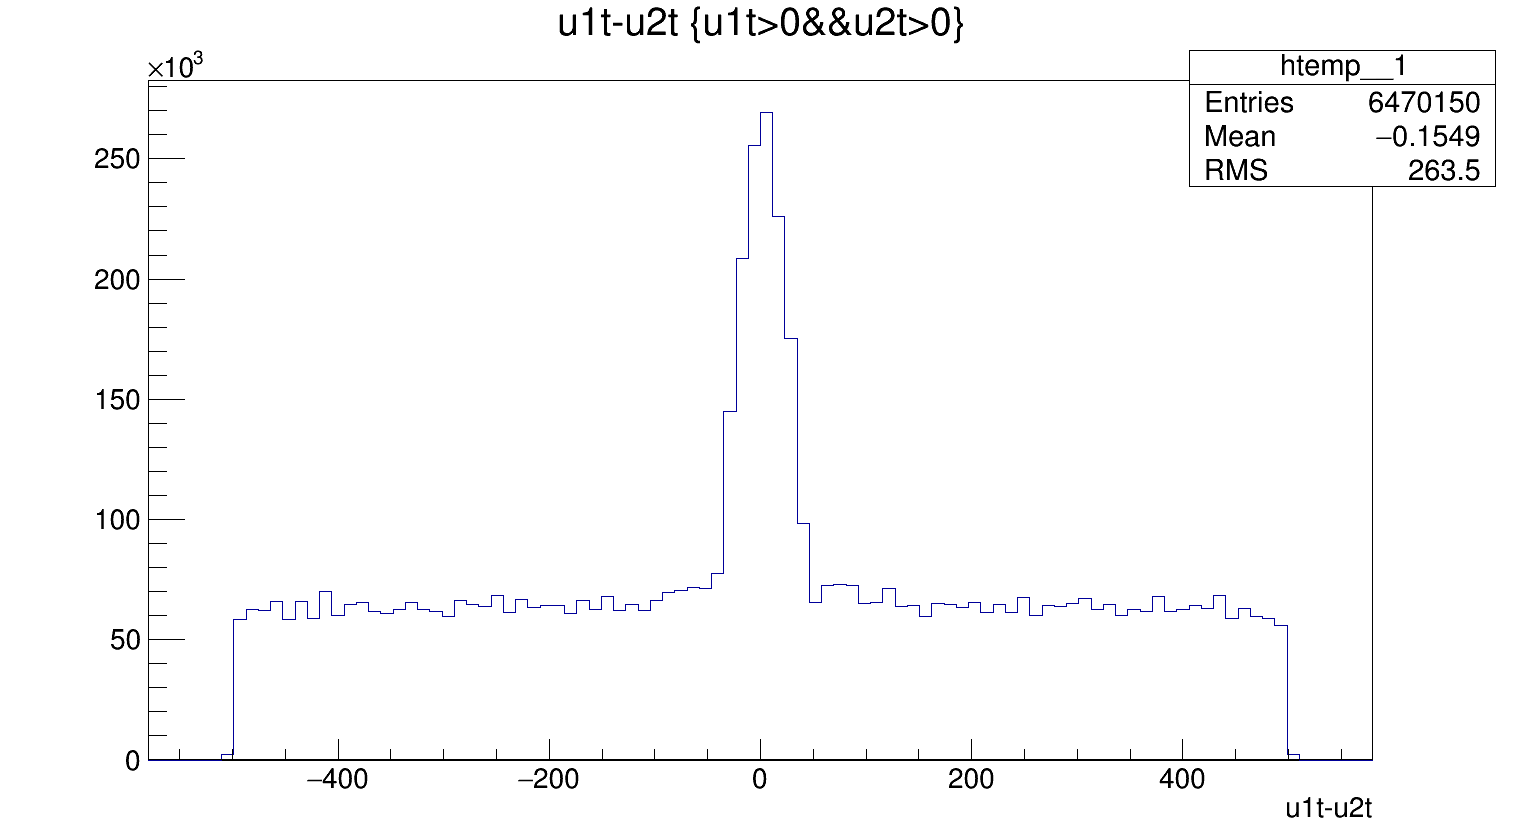 u1t-u2t {u1t>0&&u2t>0}
×10³
htemp__1
Entries 6470150
Mean −0.1549
RMS 263.5
250
200
150
100
50
0
−400 −200 0 200 400
u1t-u2t